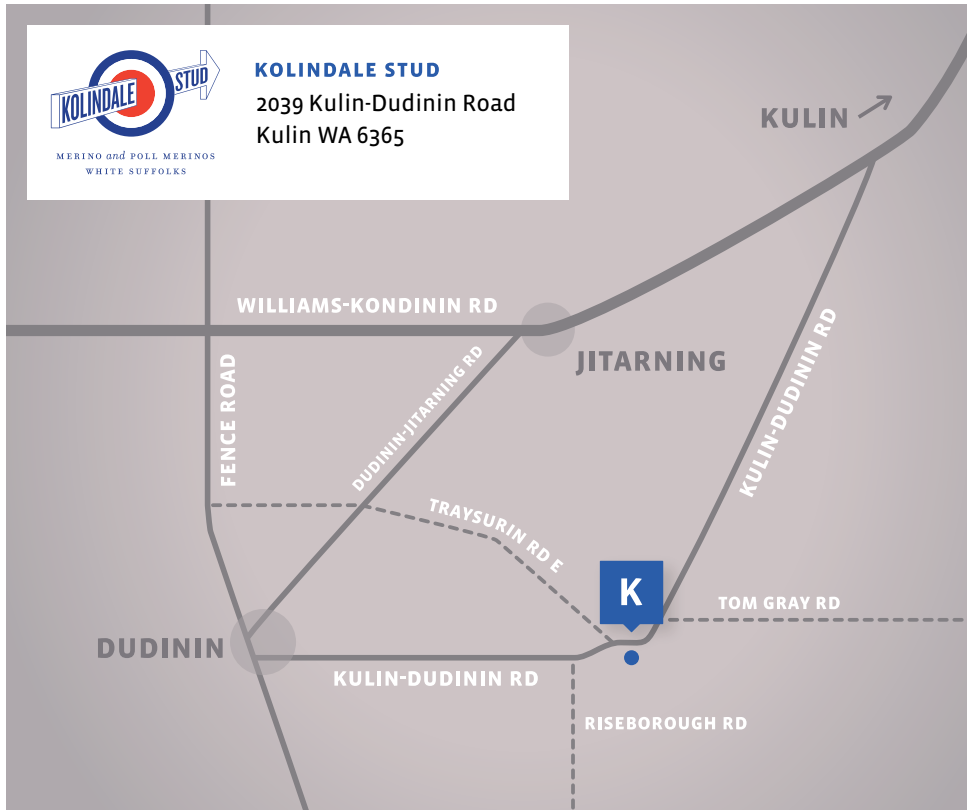 KOLINDALE STUD
MERINO and POLL MERINOS
WHITE SUFFOLKS
KOLINDALE STUD
2039 Kulin-Dudinin Road
Kulin WA 6365
KULIN
WILLIAMS-KONDININ RD
JITARNING
FENCE ROAD
DUDININ-JITARNING RD
KULIN-DUDININ RD
TRAYSURIN RD E
K
TOM GRAY RD
DUDININ
KULIN-DUDININ RD
RISEBOROUGH RD